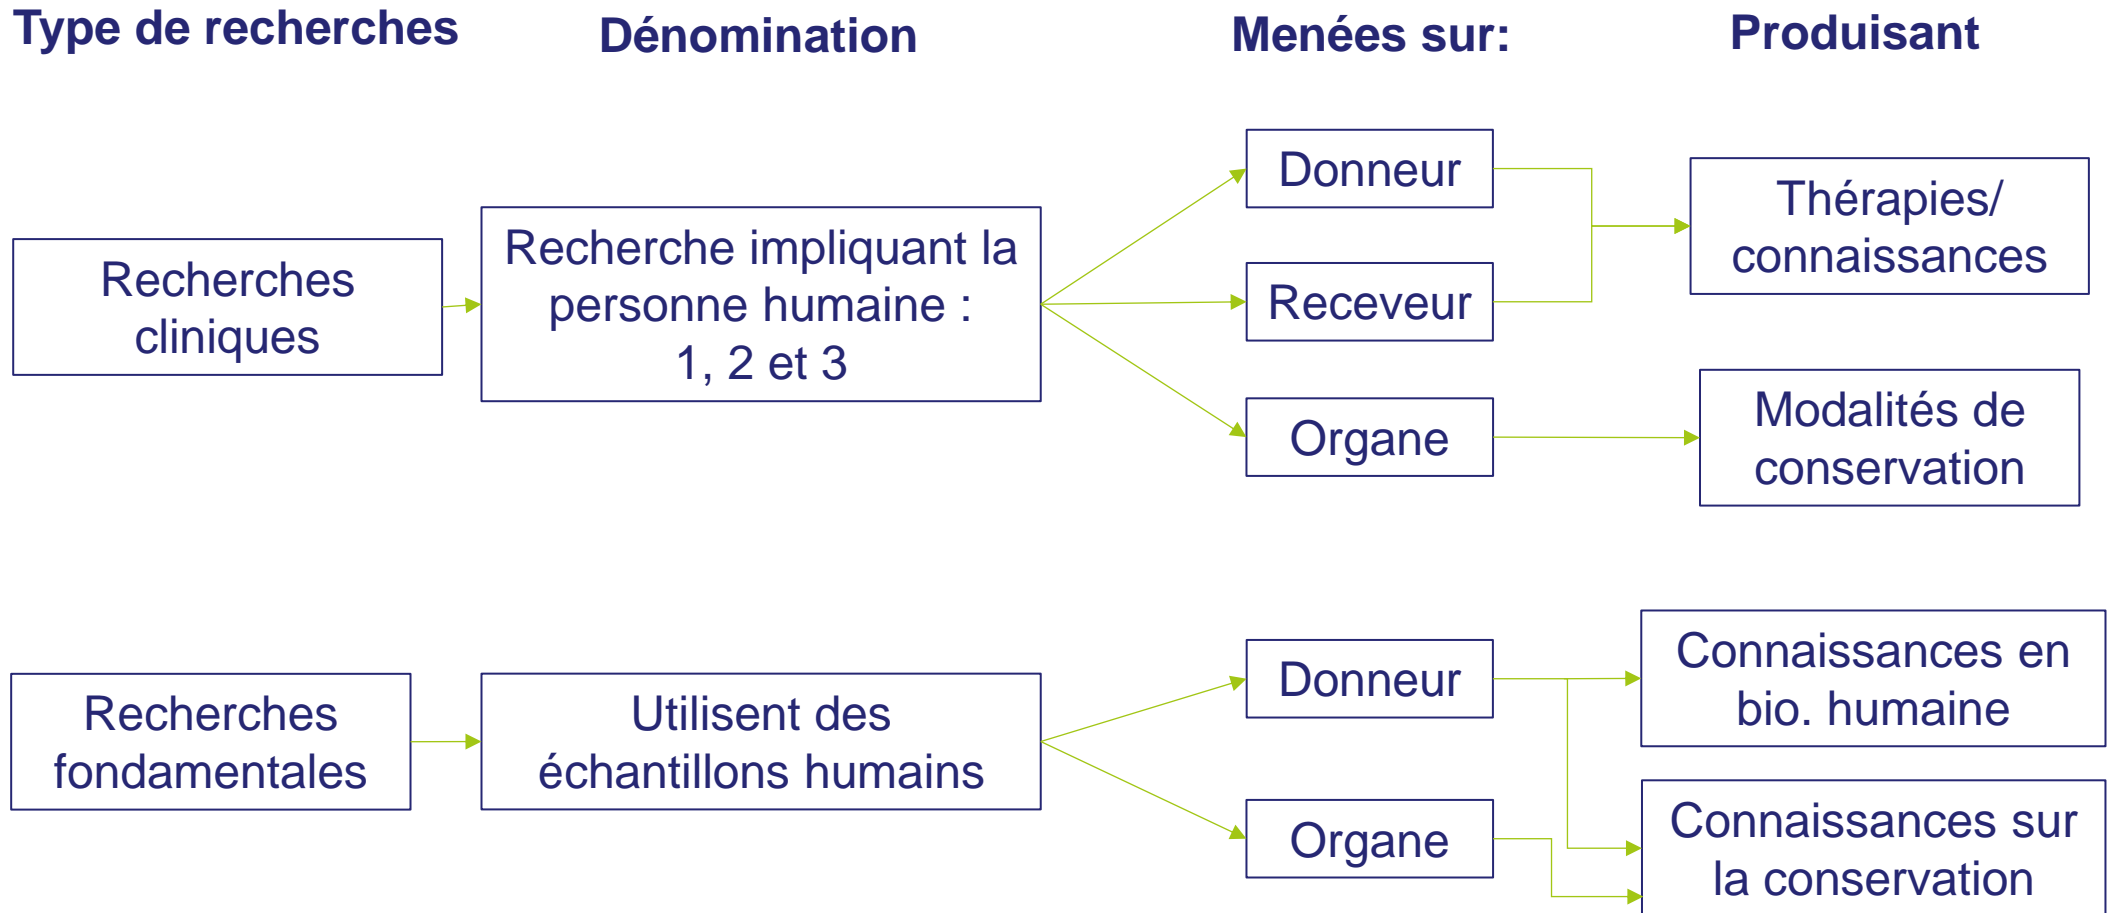 Type de recherches
Dénomination
Menées sur:
Produisant
Recherches
cliniques
Recherche impliquant la
personne humaine :
1, 2 et 3
Donneur
Receveur
Organe
Thérapies/
connaissances
Modalités de
conservation
Recherches
fondamentales
Utilisent des
échantillons humains
Donneur
Organe
Connaissances en
bio. humaine
Connaissances sur
la conservation